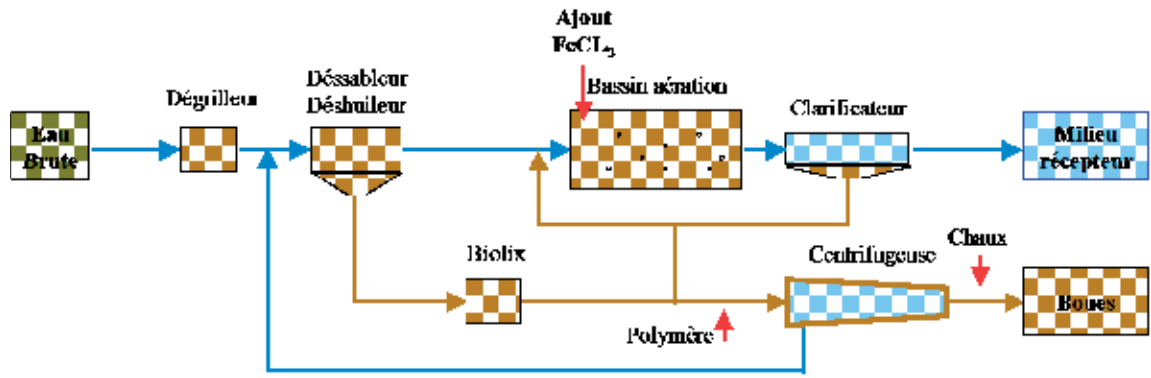 Ajout
FeCL3
Déssableur
Déshuileur
Bassin aération
Dégrilleur
Clarificateur
Eau
Brute
Milieu
récepteur
Biolix
Centrifugeuse
Chaux
Boues
Polymère